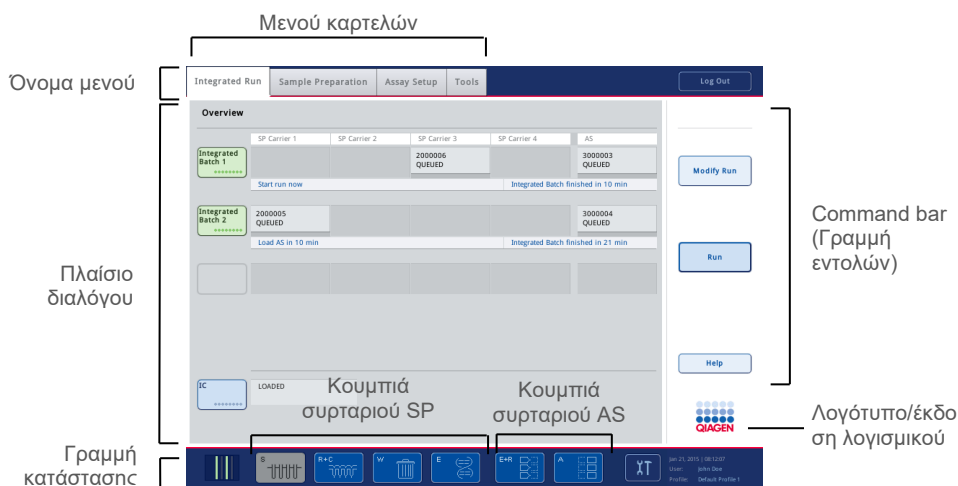 Μενού καρτελών
Όνομα μενού
Integrated Run Sample Preparation Assay Setup Tools Log Out
Overview
SP Carrier 1 SP Carrier 2 SP Carrier 3 SP Carrier 4 AS
Integrated
Batch 1
2000006
QUEUED
3000003
QUEUED
Start run now Integrated Batch finished in 10 min
Modify Run
Integrated
Batch 2
2000005
QUEUED
3000004
QUEUED
Load AS in 10 min Integrated Batch finished in 21 min
Run
Πλαίσιο
διαλόγου
Command bar
(Γραμμή
εντολών)
Help
IC
LOADED
Κουμπιά
συρταριού SP
Κουμπιά
συρταριού AS
QIAGEN
Λογότυπο/έκδο
ση λογισμικού
Γραμμή
κατάστασης
S R+C W E E+R A
Jan 21, 2015 | 08:12:07
User: John Doe
Profile: Default Profile 1